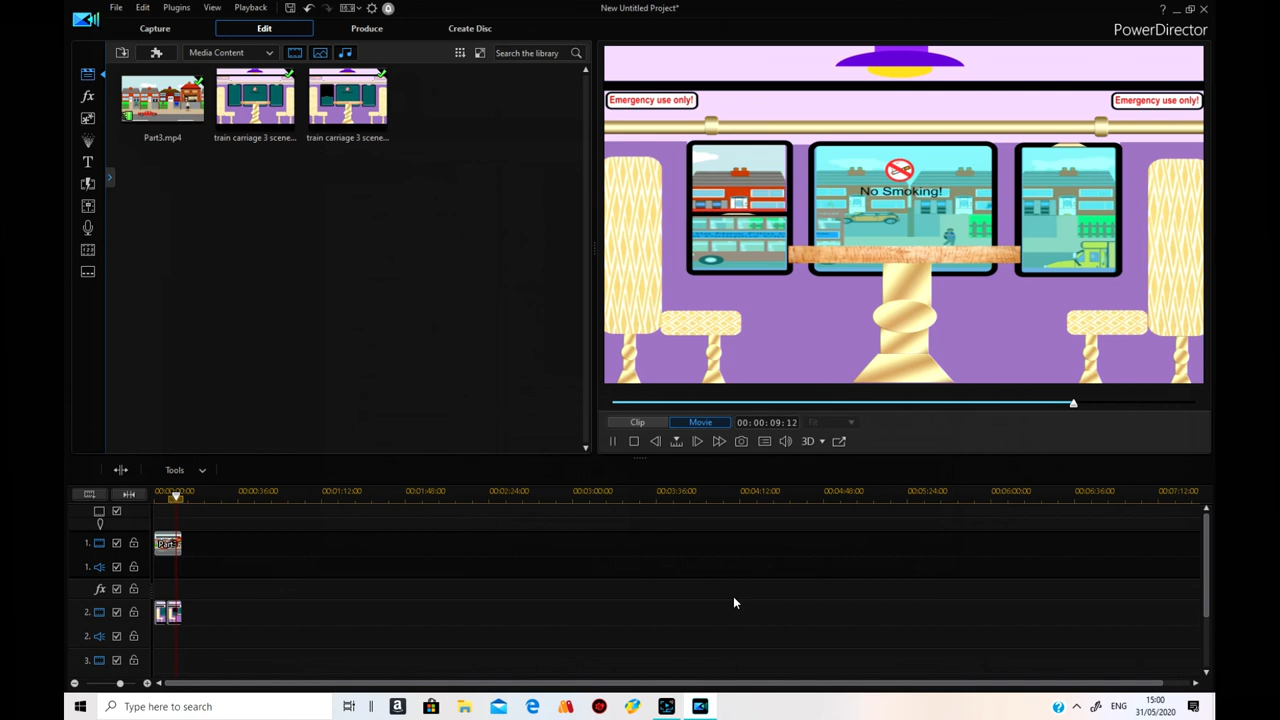 File Edit Plugins View Playback
New Untitled Project*
Capture Edit Produce Create Disc
PowerDirector
Media Content
Search the library
Part3.mp4
train carriage 3 scene...
train carriage 3 scene...
Emergency use only!
Emergency use only!
No Smoking!
Clip Movie 00:00:09:12 Fit
3D
Tools
00:00:36:00 00:01:12:00 00:01:48:00 00:02:24:00 00:03:00:00 00:03:36:00 00:04:12:00 00:04:48:00 00:05:24:00 00:06:00:00 00:06:36:00 00:07:12:00
1.
1.
fx
2.
2.
3.
Type here to search
ENG
15:00
31/05/2020